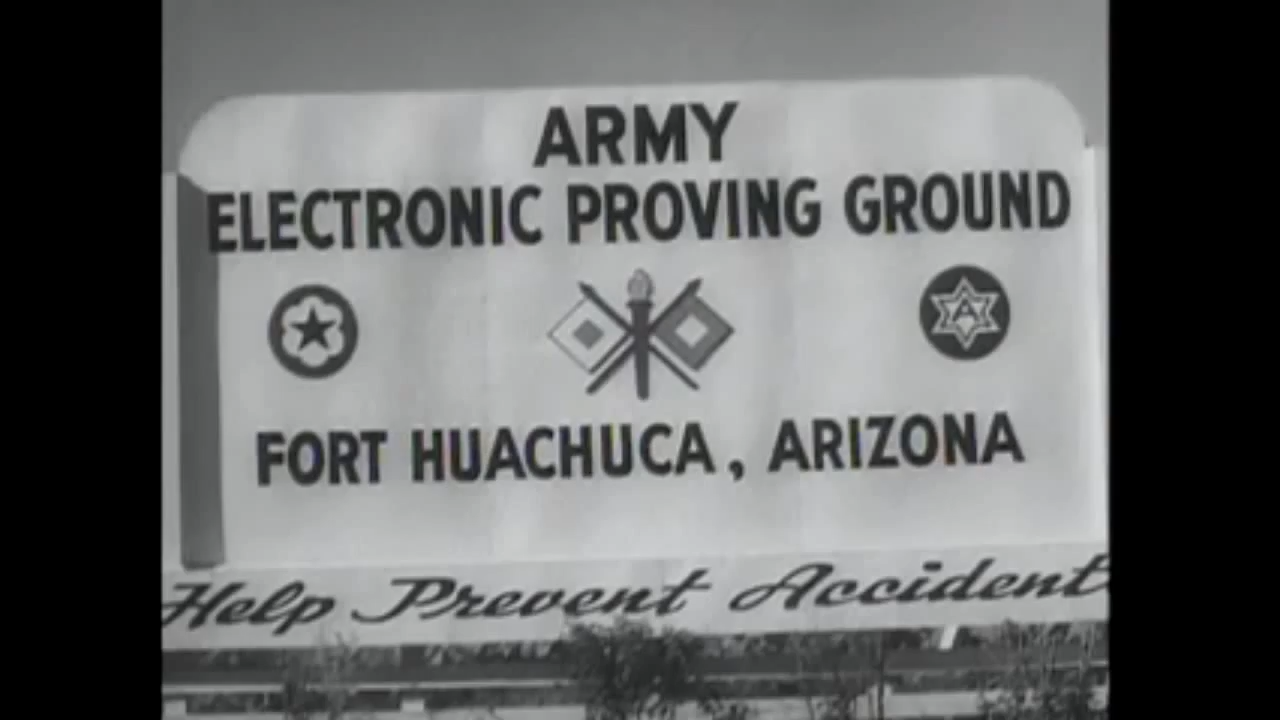 ARMY
ELECTRONIC PROVING GROUND
A
FORT HUACHUCA, ARIZONA
Help Prevent Accident